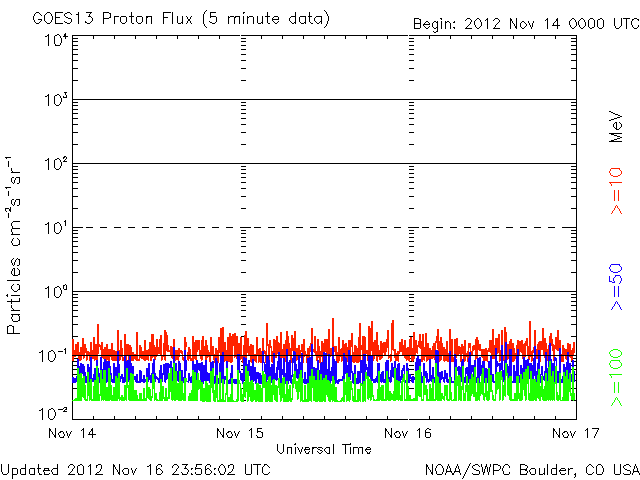 GOES13 Proton Flux (5 minute data)
Begin: 2012 Nov 14 0000 UTC
10⁴
10³
10²
10¹
10⁰
10⁻¹
10⁻²
Particles cm⁻²s⁻¹sr⁻¹
Nov 14
Nov 15
Nov 16
Nov 17
Universal Time
MeV
>=10
>=50
>=100
Updated 2012 Nov 16 23:56:02 UTC
NOAA/SWPC Boulder, CO USA